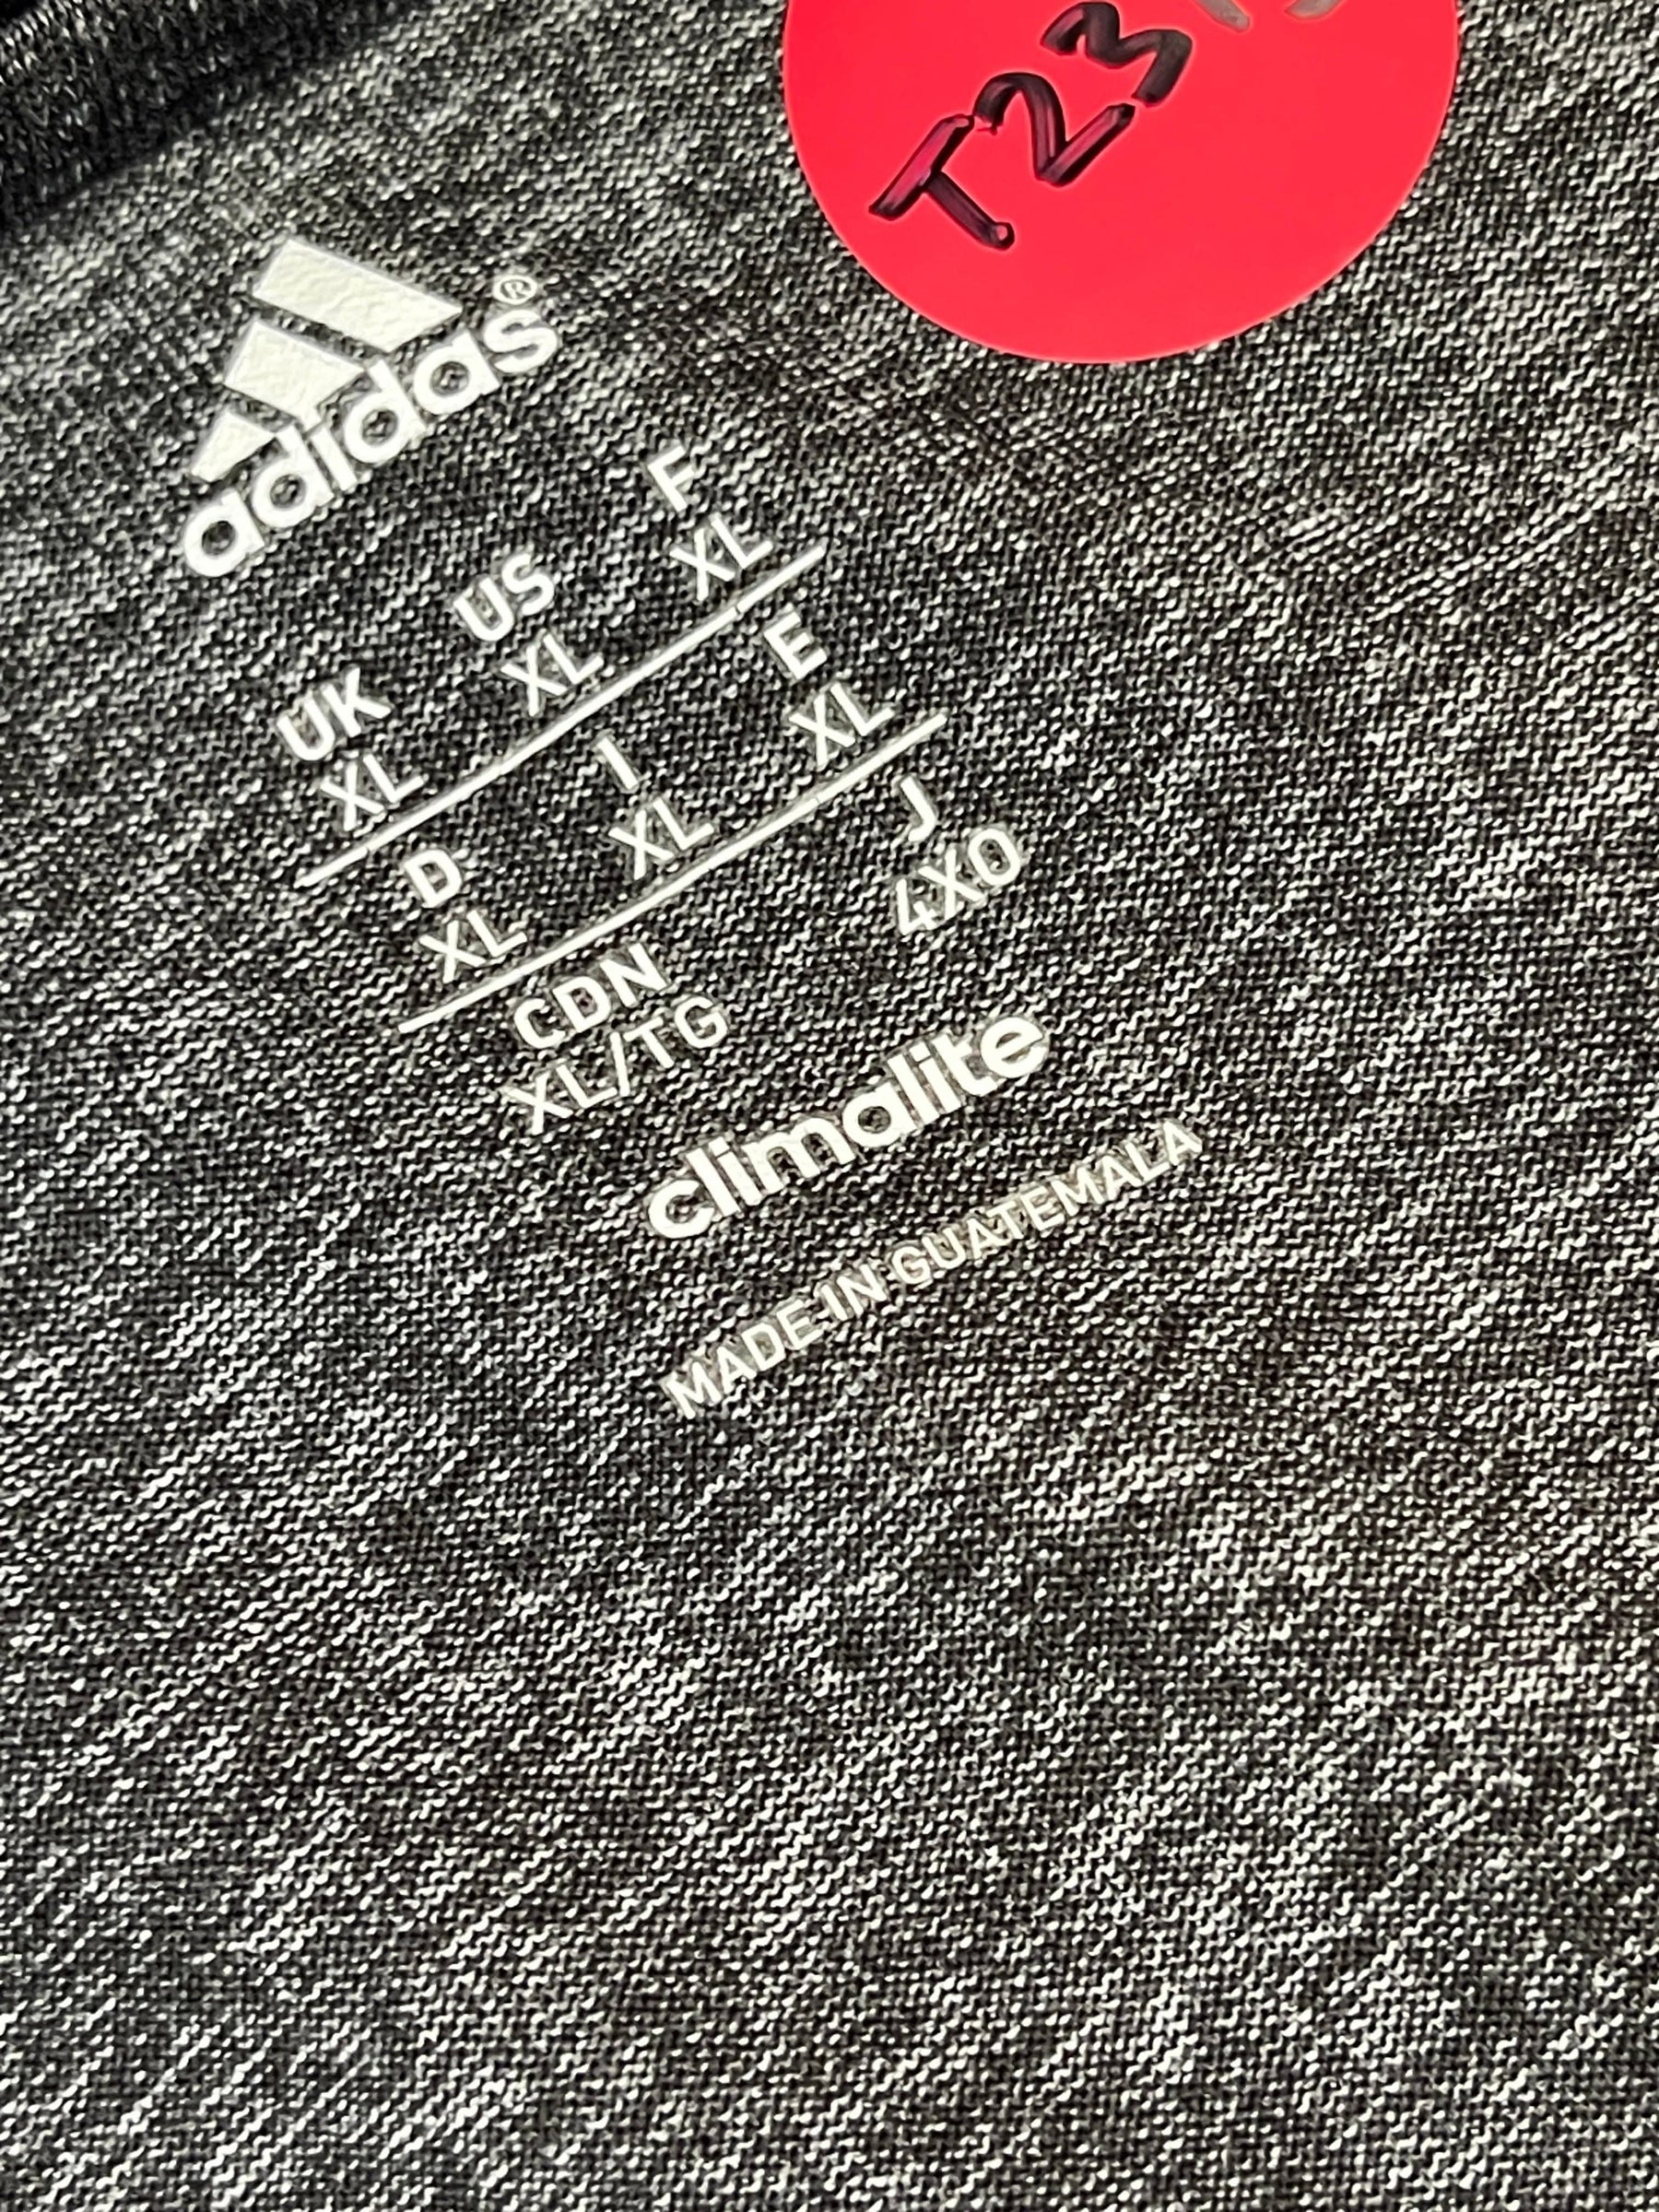 T23
adidas®
UK US F
XL XL XL
D I E
XL XL XL
CDN J
XL/TG 4XO
climalite
MADE IN GUATEMALA